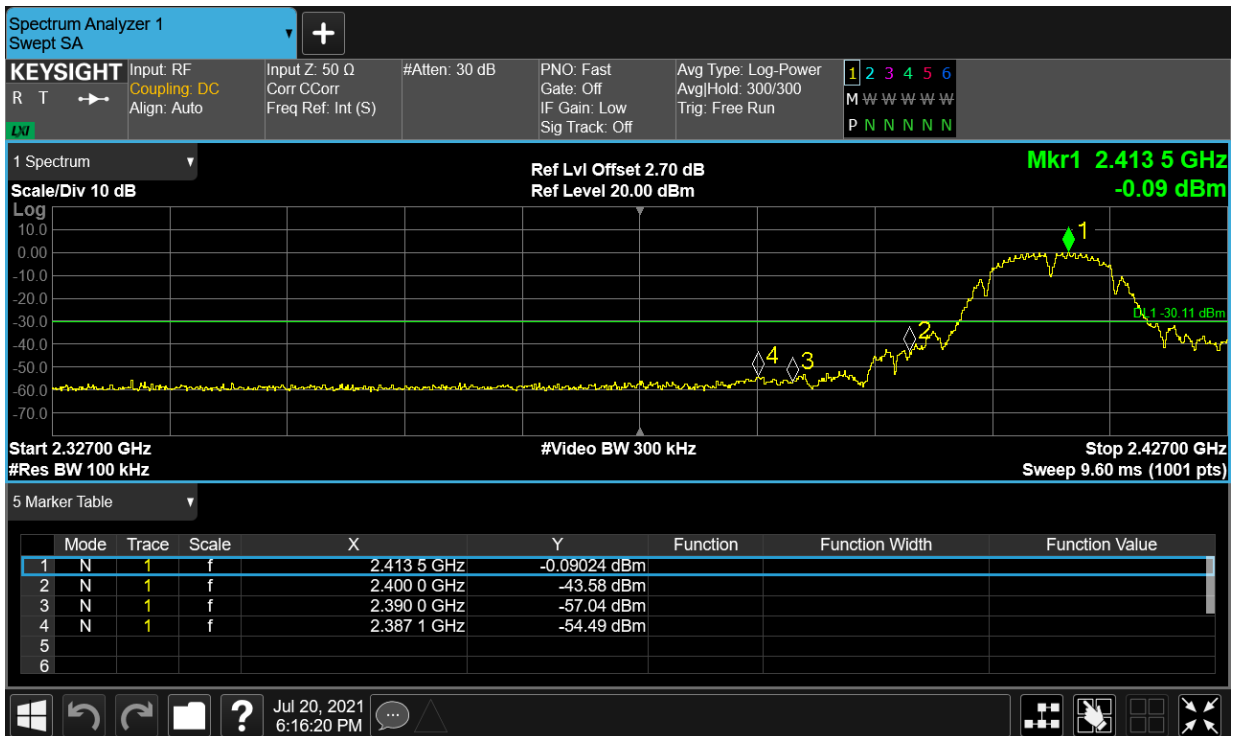 Spectrum Analyzer 1
Swept SA
KEYSIGHT
R T
LXI
Input: RF
Coupling: DC
Align: Auto
Input Z: 50 Ω
Corr CCorr
Freq Ref: Int (S)
#Atten: 30 dB
PNO: Fast
Gate: Off
IF Gain: Low
Sig Track: Off
Avg Type: Log-Power
Avg|Hold: 300/300
Trig: Free Run
1 2 3 4 5 6
M W W W W W
P N N N N N
1 Spectrum
Scale/Div 10 dB
Ref Lvl Offset 2.70 dB
Ref Level 20.00 dBm
Mkr1 2.413 5 GHz
-0.09 dBm
Log
10.0
0.00
-10.0
-20.0
-30.0
-40.0
-50.0
-60.0
-70.0
1
DL1 -30.11 dBm
2
4
3
Start 2.32700 GHz
#Res BW 100 kHz
#Video BW 300 kHz
Stop 2.42700 GHz
Sweep 9.60 ms (1001 pts)
5 Marker Table
Mode Trace Scale X Y Function Function Width Function Value
1 N 1 f 2.413 5 GHz -0.09024 dBm
2 N 1 f 2.400 0 GHz -43.58 dBm
3 N 1 f 2.390 0 GHz -57.04 dBm
4 N 1 f 2.387 1 GHz -54.49 dBm
5
6
?
Jul 20, 2021
6:16:20 PM